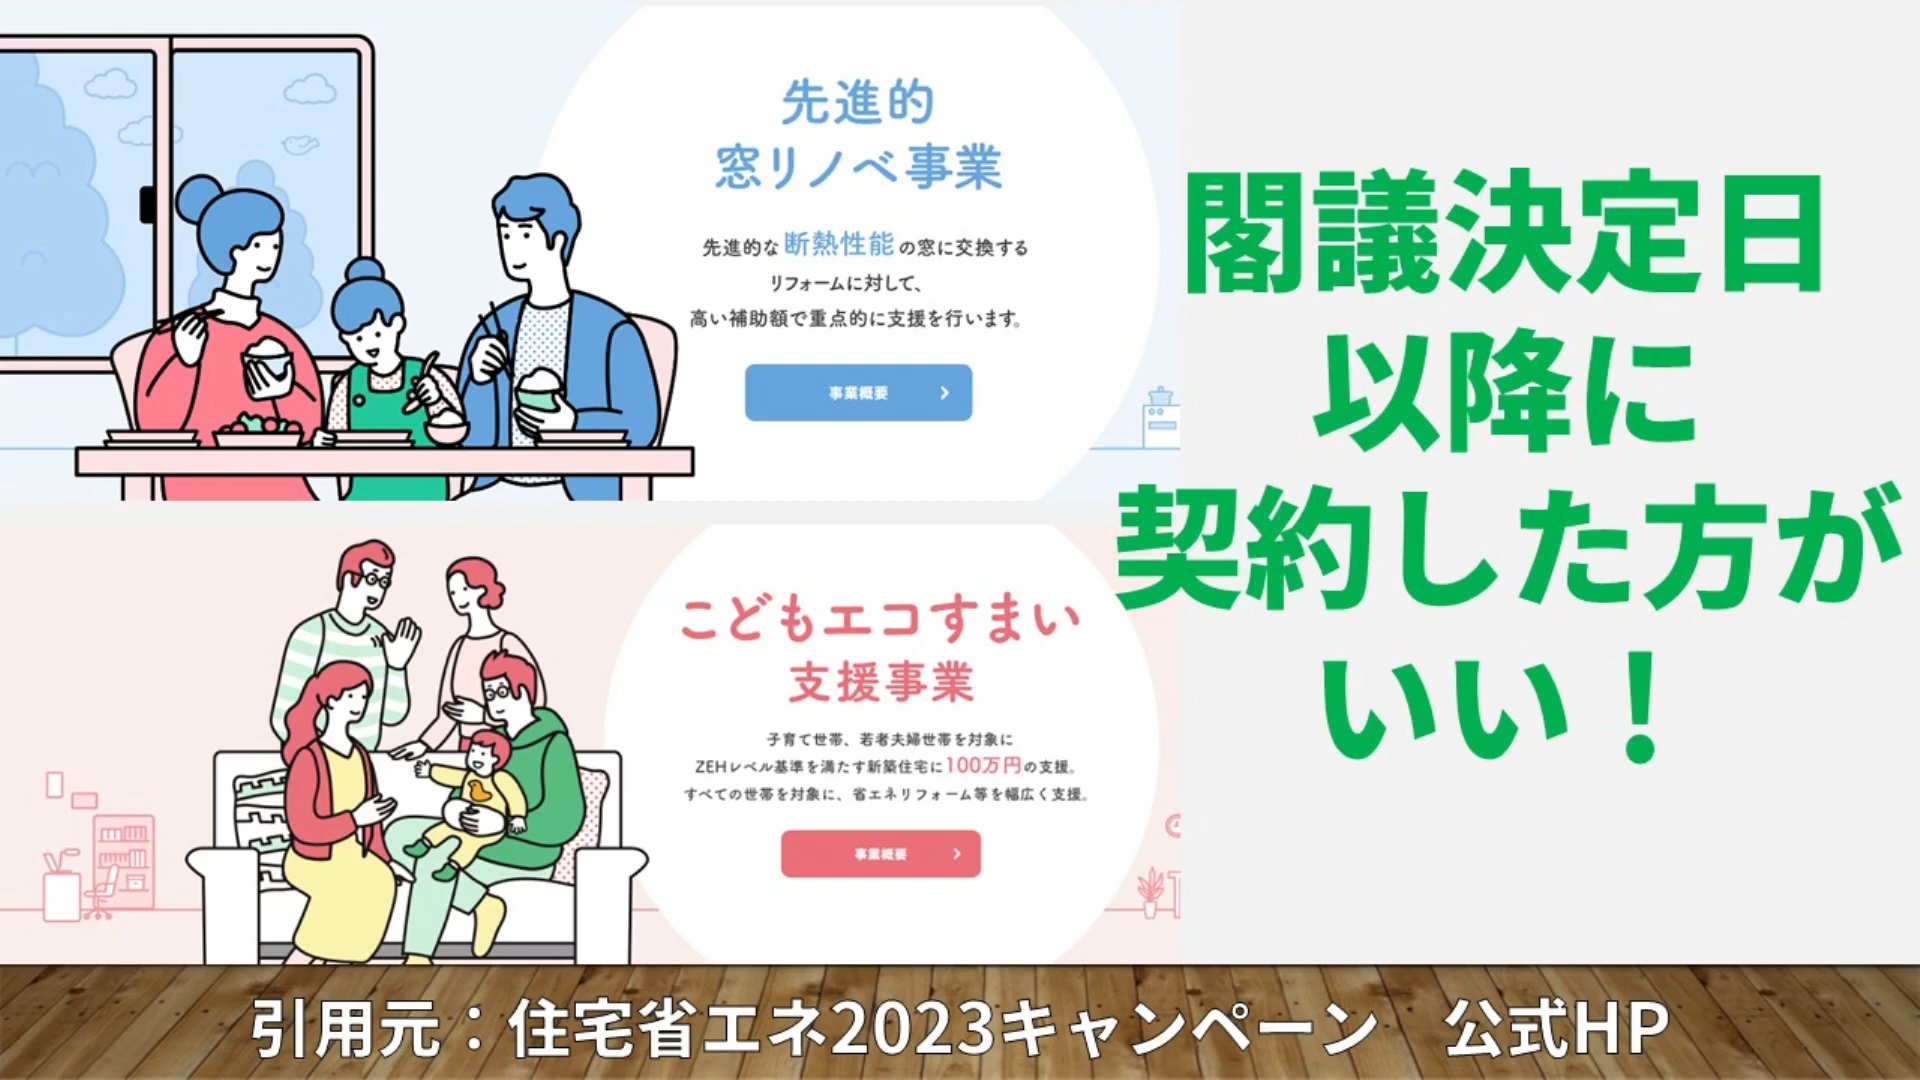 先進的
窓リノベ事業
先進的な断熱性能の窓に交換する
リフォームに対して、
高い補助額で重点的に支援を行います。
事業概要
こどもエコすまい
支援事業
子育て世帯、若者夫婦世帯を対象に
ZEHレベル基準を満たす新築住宅に100万円の支援。
すべての世帯を対象に、省エネリフォーム等を幅広く支援。
事業概要
閣議決定日
以降に
契約した方が
いい！
引用元：住宅省エネ2023キャンペーン　公式HP